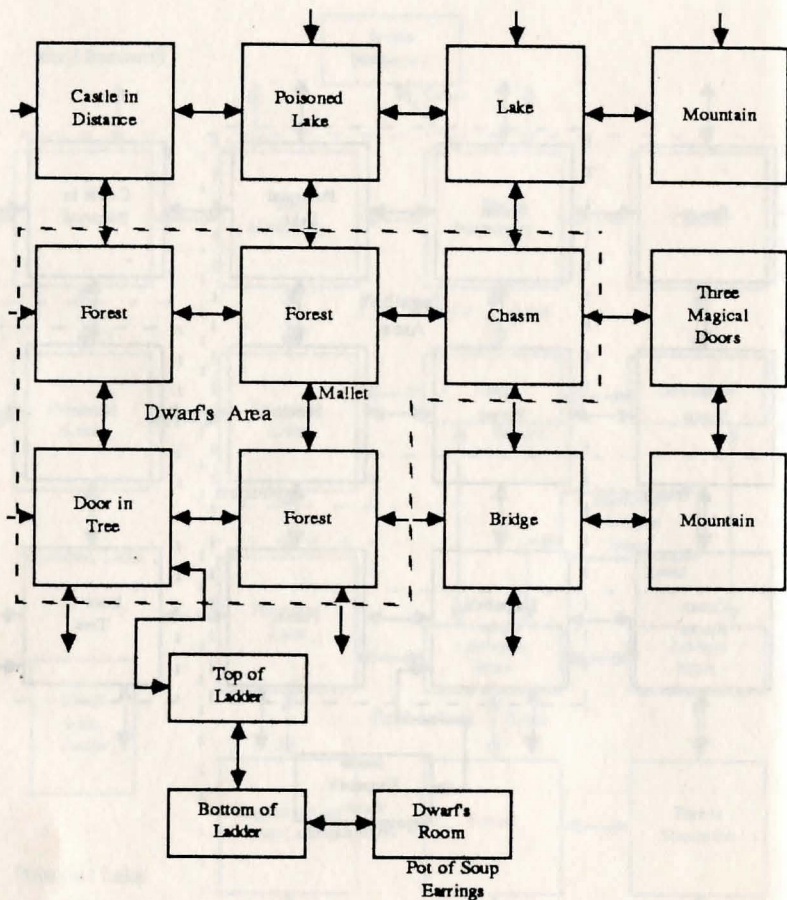 Castle in
Distance
Poisoned
Lake
Lake
Mountain
Forest
Forest
Chasm
Three
Magical
Doors
Mallet
Dwarf's Area
Door in
Tree
Forest
Bridge
Mountain
Top of
Ladder
Bottom of
Ladder
Dwarf's
Room
Pot of Soup
Earrings